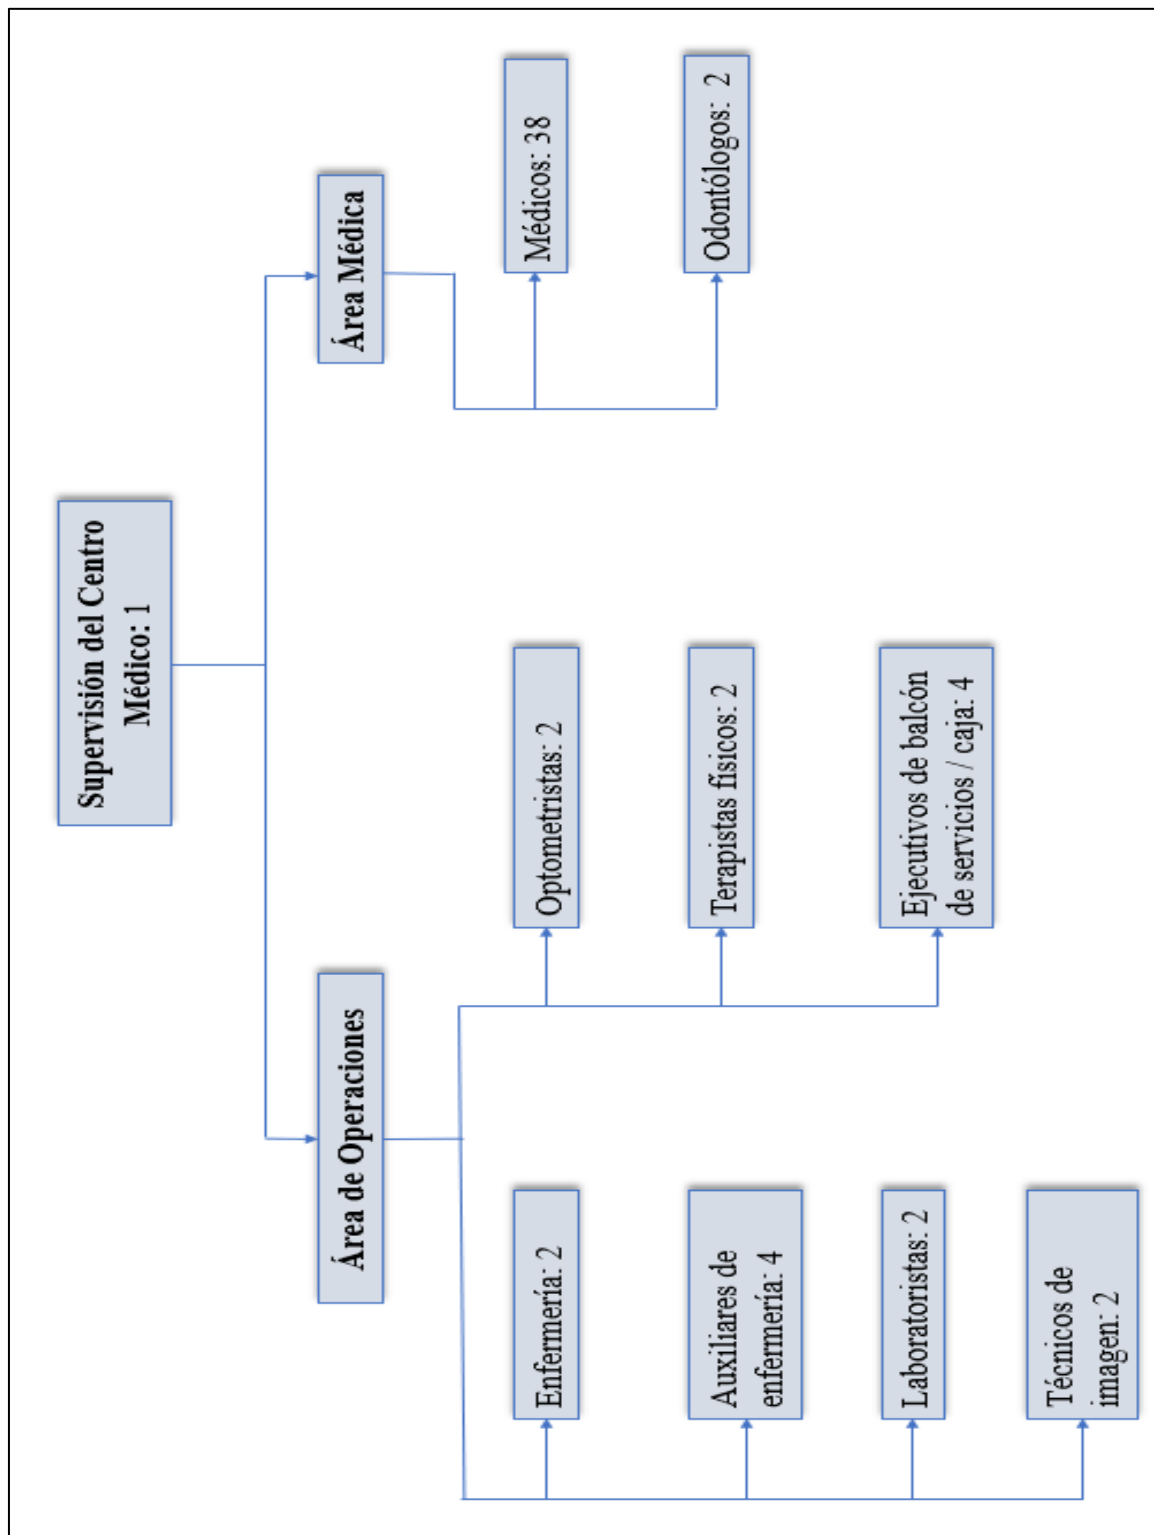 Supervisión del Centro
Médico: 1
Área de Operaciones
Área Médica
Enfermería: 2
Auxiliares de
enfermería: 4
Laboratoristas: 2
Técnicos de
imagen: 2
Optometristas: 2
Terapistas físicos: 2
Ejecutivos de balcón
de servicios / caja: 4
Médicos: 38
Odontólogos:  2